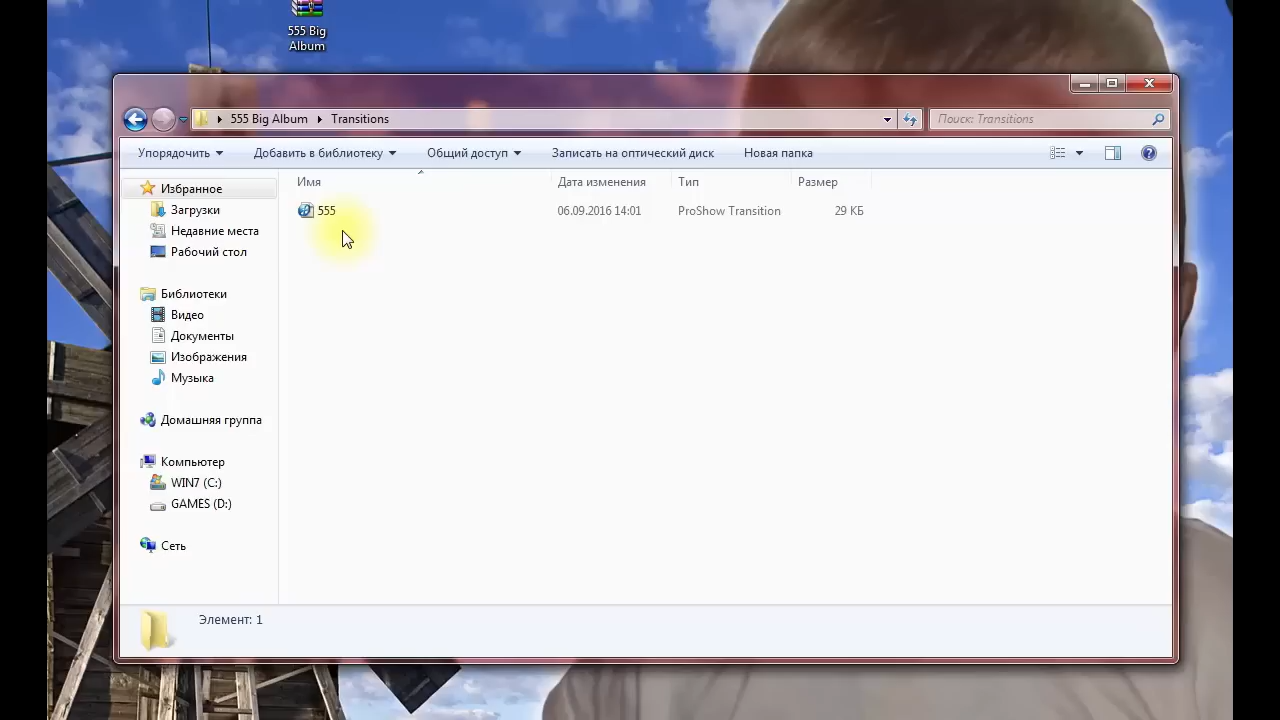 555 Big
Album
555 Big Album Transitions
Поиск: Transitions
Упорядочить Добавить в библиотеку Общий доступ Записать на оптический диск Новая папка
Имя Дата изменения Тип Размер
555 06.09.2016 14:01 ProShow Transition 29 КБ
Избранное
Загрузки
Недавние места
Рабочий стол
Библиотеки
Видео
Документы
Изображения
Музыка
Домашняя группа
Компьютер
WIN7 (C:)
GAMES (D:)
Сеть
Элемент: 1